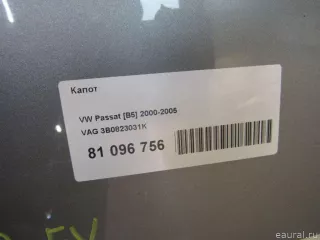 Капот
VW Passat [B5] 2000-2005
VAG 3B0823031K
81 096 756
eaural.ru